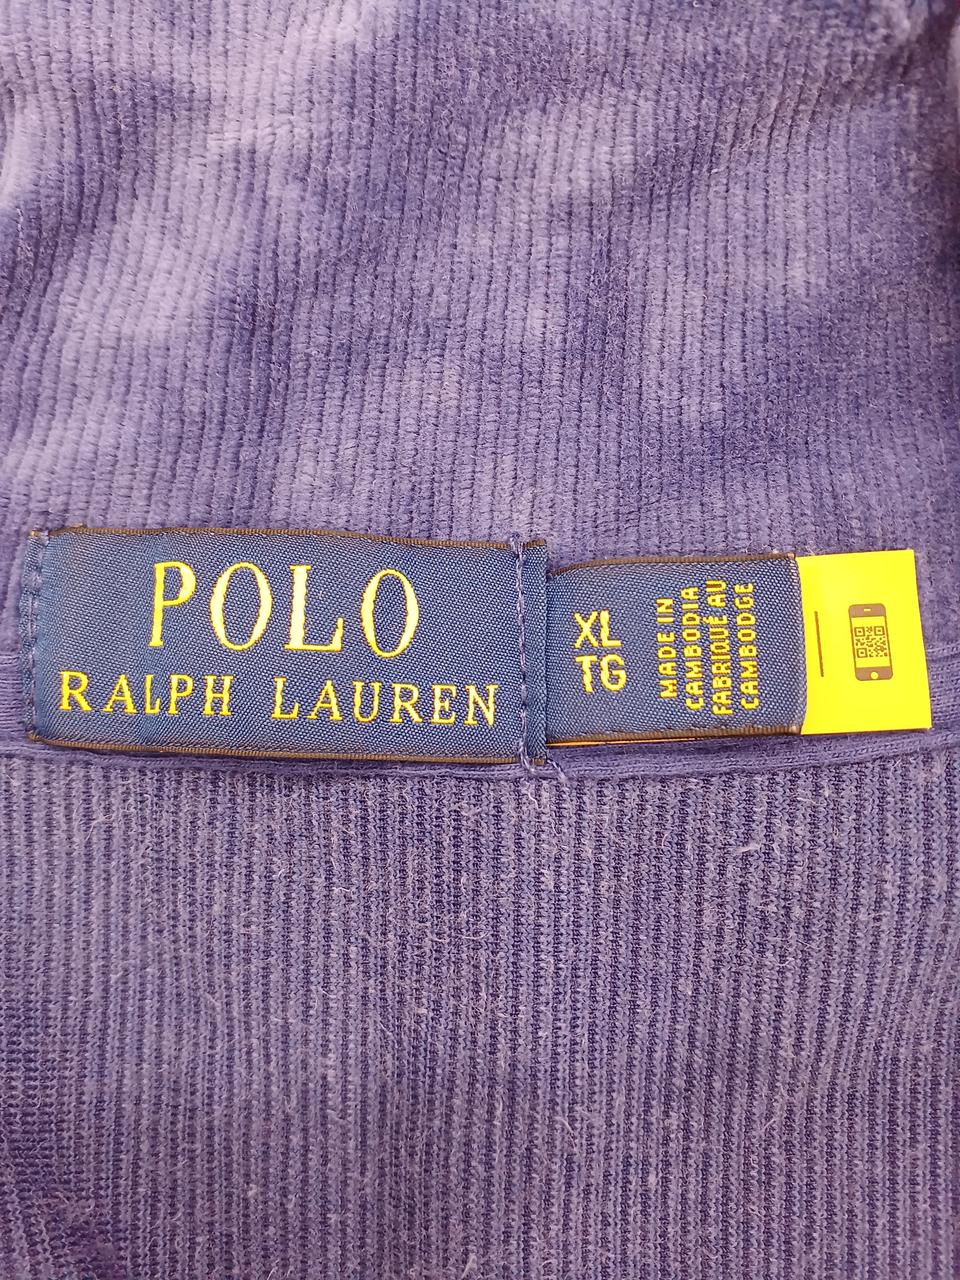 POLO
RALPH LAUREN
XL
TG
MADE IN
CAMBODIA
FABRIQUÉ AU
CAMBODGE